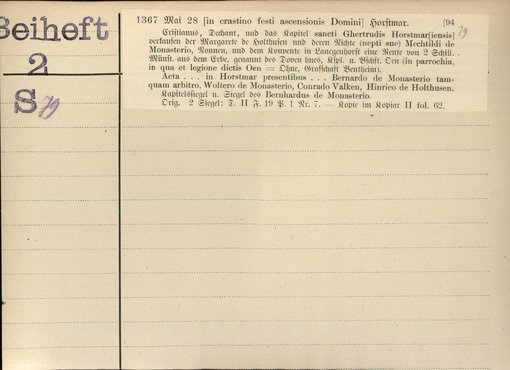 Beiheft
2
S 79
1367 Mai 28 [in crastino festi ascensionis Domini] Horstmar. [94
79
Cristianus, Dechant, und das Kapitel sancti Ghertrudis Horstmar[iensis]
verkaufen der Margarete de Holthusen und deren Nichte (nepti sue) Mechtildi de
Monasterio, Nonnen, und dem Konvente in Langenhorst eine Rente von 2 Schill.
Münst. aus dem Erbe, genannt des Doven hues, Kspl. u. Bschft. Oen (in parrochia,
in qua et legione dictis Oen = Ohne, Grafschaft Bentheim).
Acta . . . in Horstmar presentibus . . . Bernardo de Monasterio tam-
quam arbitro, Woltero de Monasterio, Conrado Valken, Hinrico de Holthusen.
Kapitelssiegel u. Siegel des Bernhardus de Monasterio.
Orig. 2 Siegel: T. II F. 19 P. 1 Nr. 7. — Kopie im Kopiar II fol. 62.